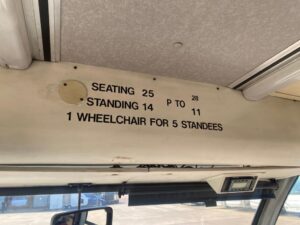 SEATING 25 P TO 28
STANDING 14 11
1 WHEELCHAIR FOR 5 STANDEES